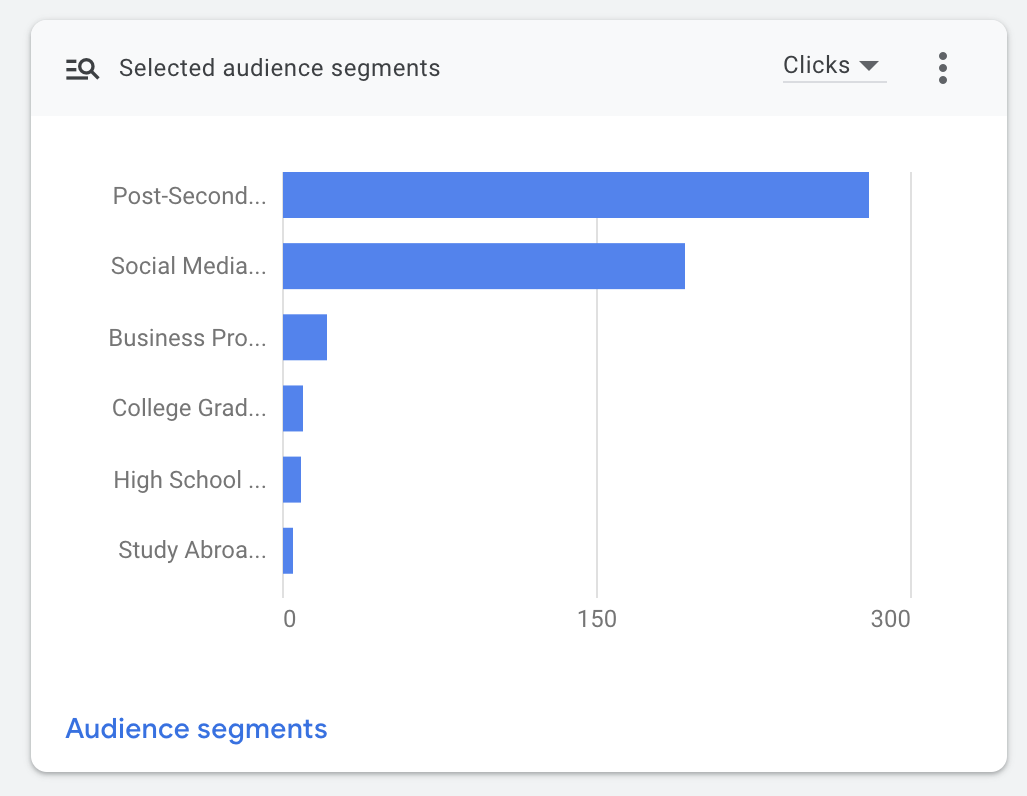 Selected audience segments
Clicks
Post-Second...
Social Media...
Business Pro...
College Grad...
High School ...
Study Abroa...
0 150 300
Audience segments